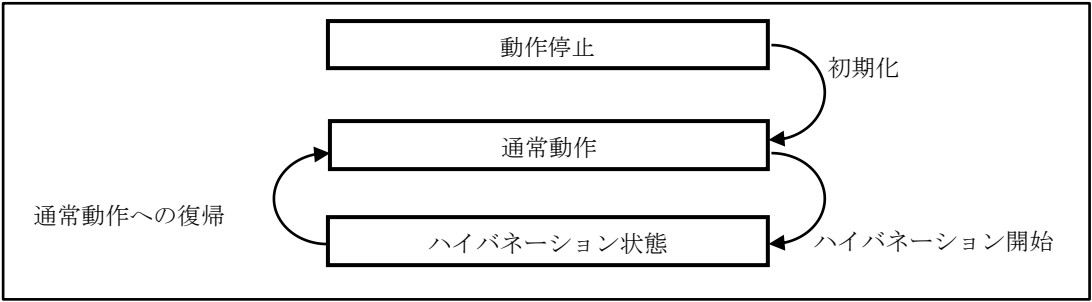 動作停止
初期化
通常動作
通常動作への復帰
ハイバネーション状態
ハイバネーション開始